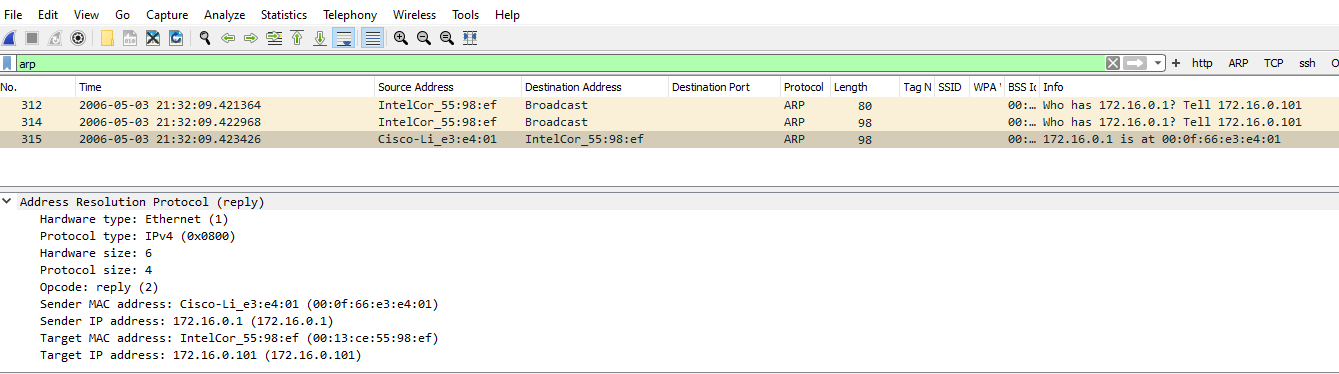 File Edit View Go Capture Analyze Statistics Telephony Wireless Tools Help
arp + http ARP TCP ssh O
No. Time Source Address Destination Address Destination Port Protocol Length Tag N SSID WPA BSS Id Info
312 2006-05-03 21:32:09.421364 IntelCor_55:98:ef Broadcast ARP 80 00:… Who has 172.16.0.1? Tell 172.16.0.101
314 2006-05-03 21:32:09.422968 IntelCor_55:98:ef Broadcast ARP 98 00:… Who has 172.16.0.1? Tell 172.16.0.101
315 2006-05-03 21:32:09.423426 Cisco-Li_e3:e4:01 IntelCor_55:98:ef ARP 98 00:… 172.16.0.1 is at 00:0f:66:e3:e4:01
Address Resolution Protocol (reply)
Hardware type: Ethernet (1)
Protocol type: IPv4 (0x0800)
Hardware size: 6
Protocol size: 4
Opcode: reply (2)
Sender MAC address: Cisco-Li_e3:e4:01 (00:0f:66:e3:e4:01)
Sender IP address: 172.16.0.1 (172.16.0.1)
Target MAC address: IntelCor_55:98:ef (00:13:ce:55:98:ef)
Target IP address: 172.16.0.101 (172.16.0.101)